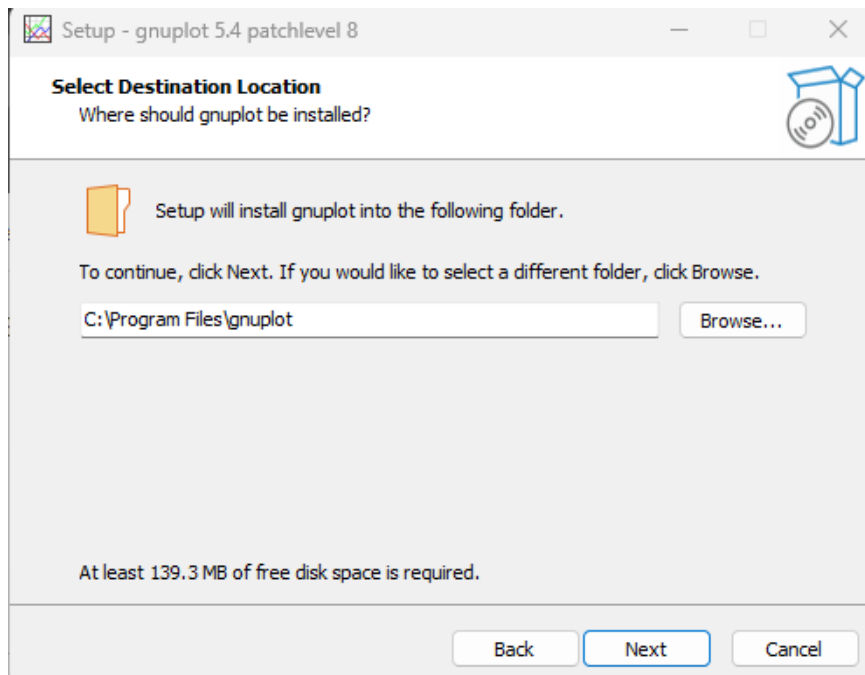 Setup - gnuplot 5.4 patchlevel 8
Select Destination Location
Where should gnuplot be installed?
Setup will install gnuplot into the following folder.
To continue, click Next. If you would like to select a different folder, click Browse.
C:\Program Files\gnuplot
Browse...
At least 139.3 MB of free disk space is required.
Back
Next
Cancel